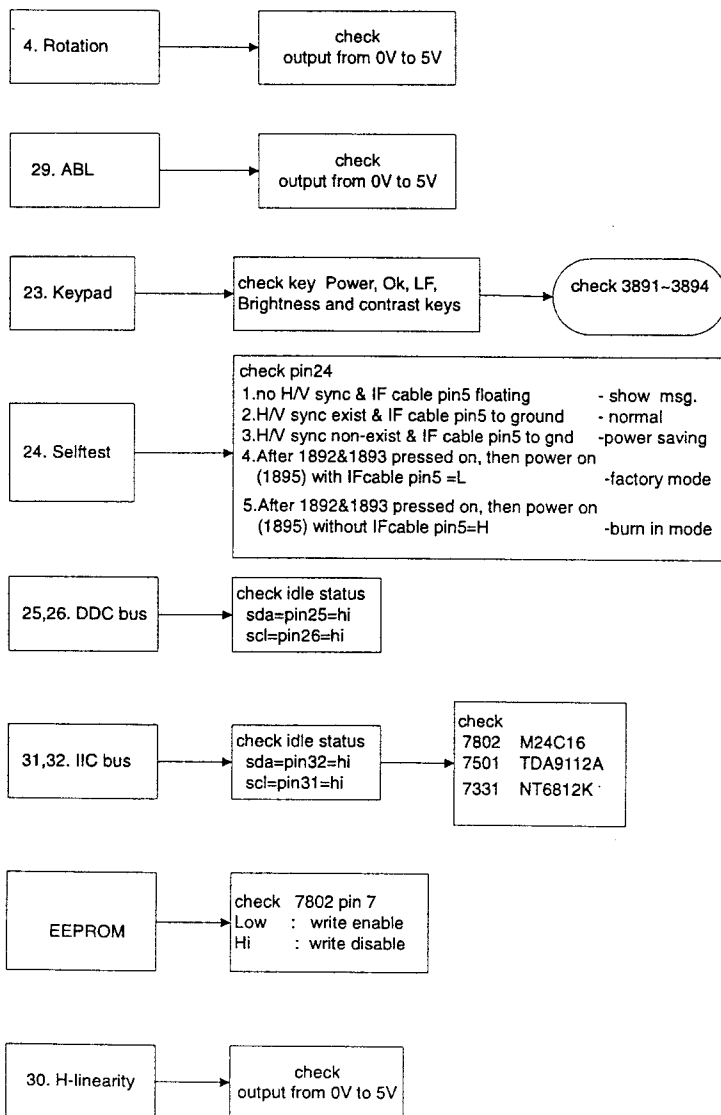 4. Rotation
check
output from 0V to 5V
29. ABL
check
output from 0V to 5V
23. Keypad
check key Power, Ok, LF,
Brightness and contrast keys
check 3891~3894
24. Selftest
check pin24
1.no H/V sync & IF cable pin5 floating - show msg.
2.H/V sync exist & IF cable pin5 to ground - normal
3.H/V sync non-exist & IF cable pin5 to gnd -power saving
4.After 1892&1893 pressed on, then power on
(1895) with IFcable pin5 =L -factory mode
5.After 1892&1893 pressed on, then power on
(1895) without IFcable pin5=H -burn in mode
25,26. DDC bus
check idle status
sda=pin25=hi
scl=pin26=hi
31,32. IIC bus
check idle status
sda=pin32=hi
scl=pin31=hi
check
7802 M24C16
7501 TDA9112A
7331 NT6812K
EEPROM
check 7802 pin 7
Low : write enable
Hi : write disable
30. H-linearity
check
output from 0V to 5V